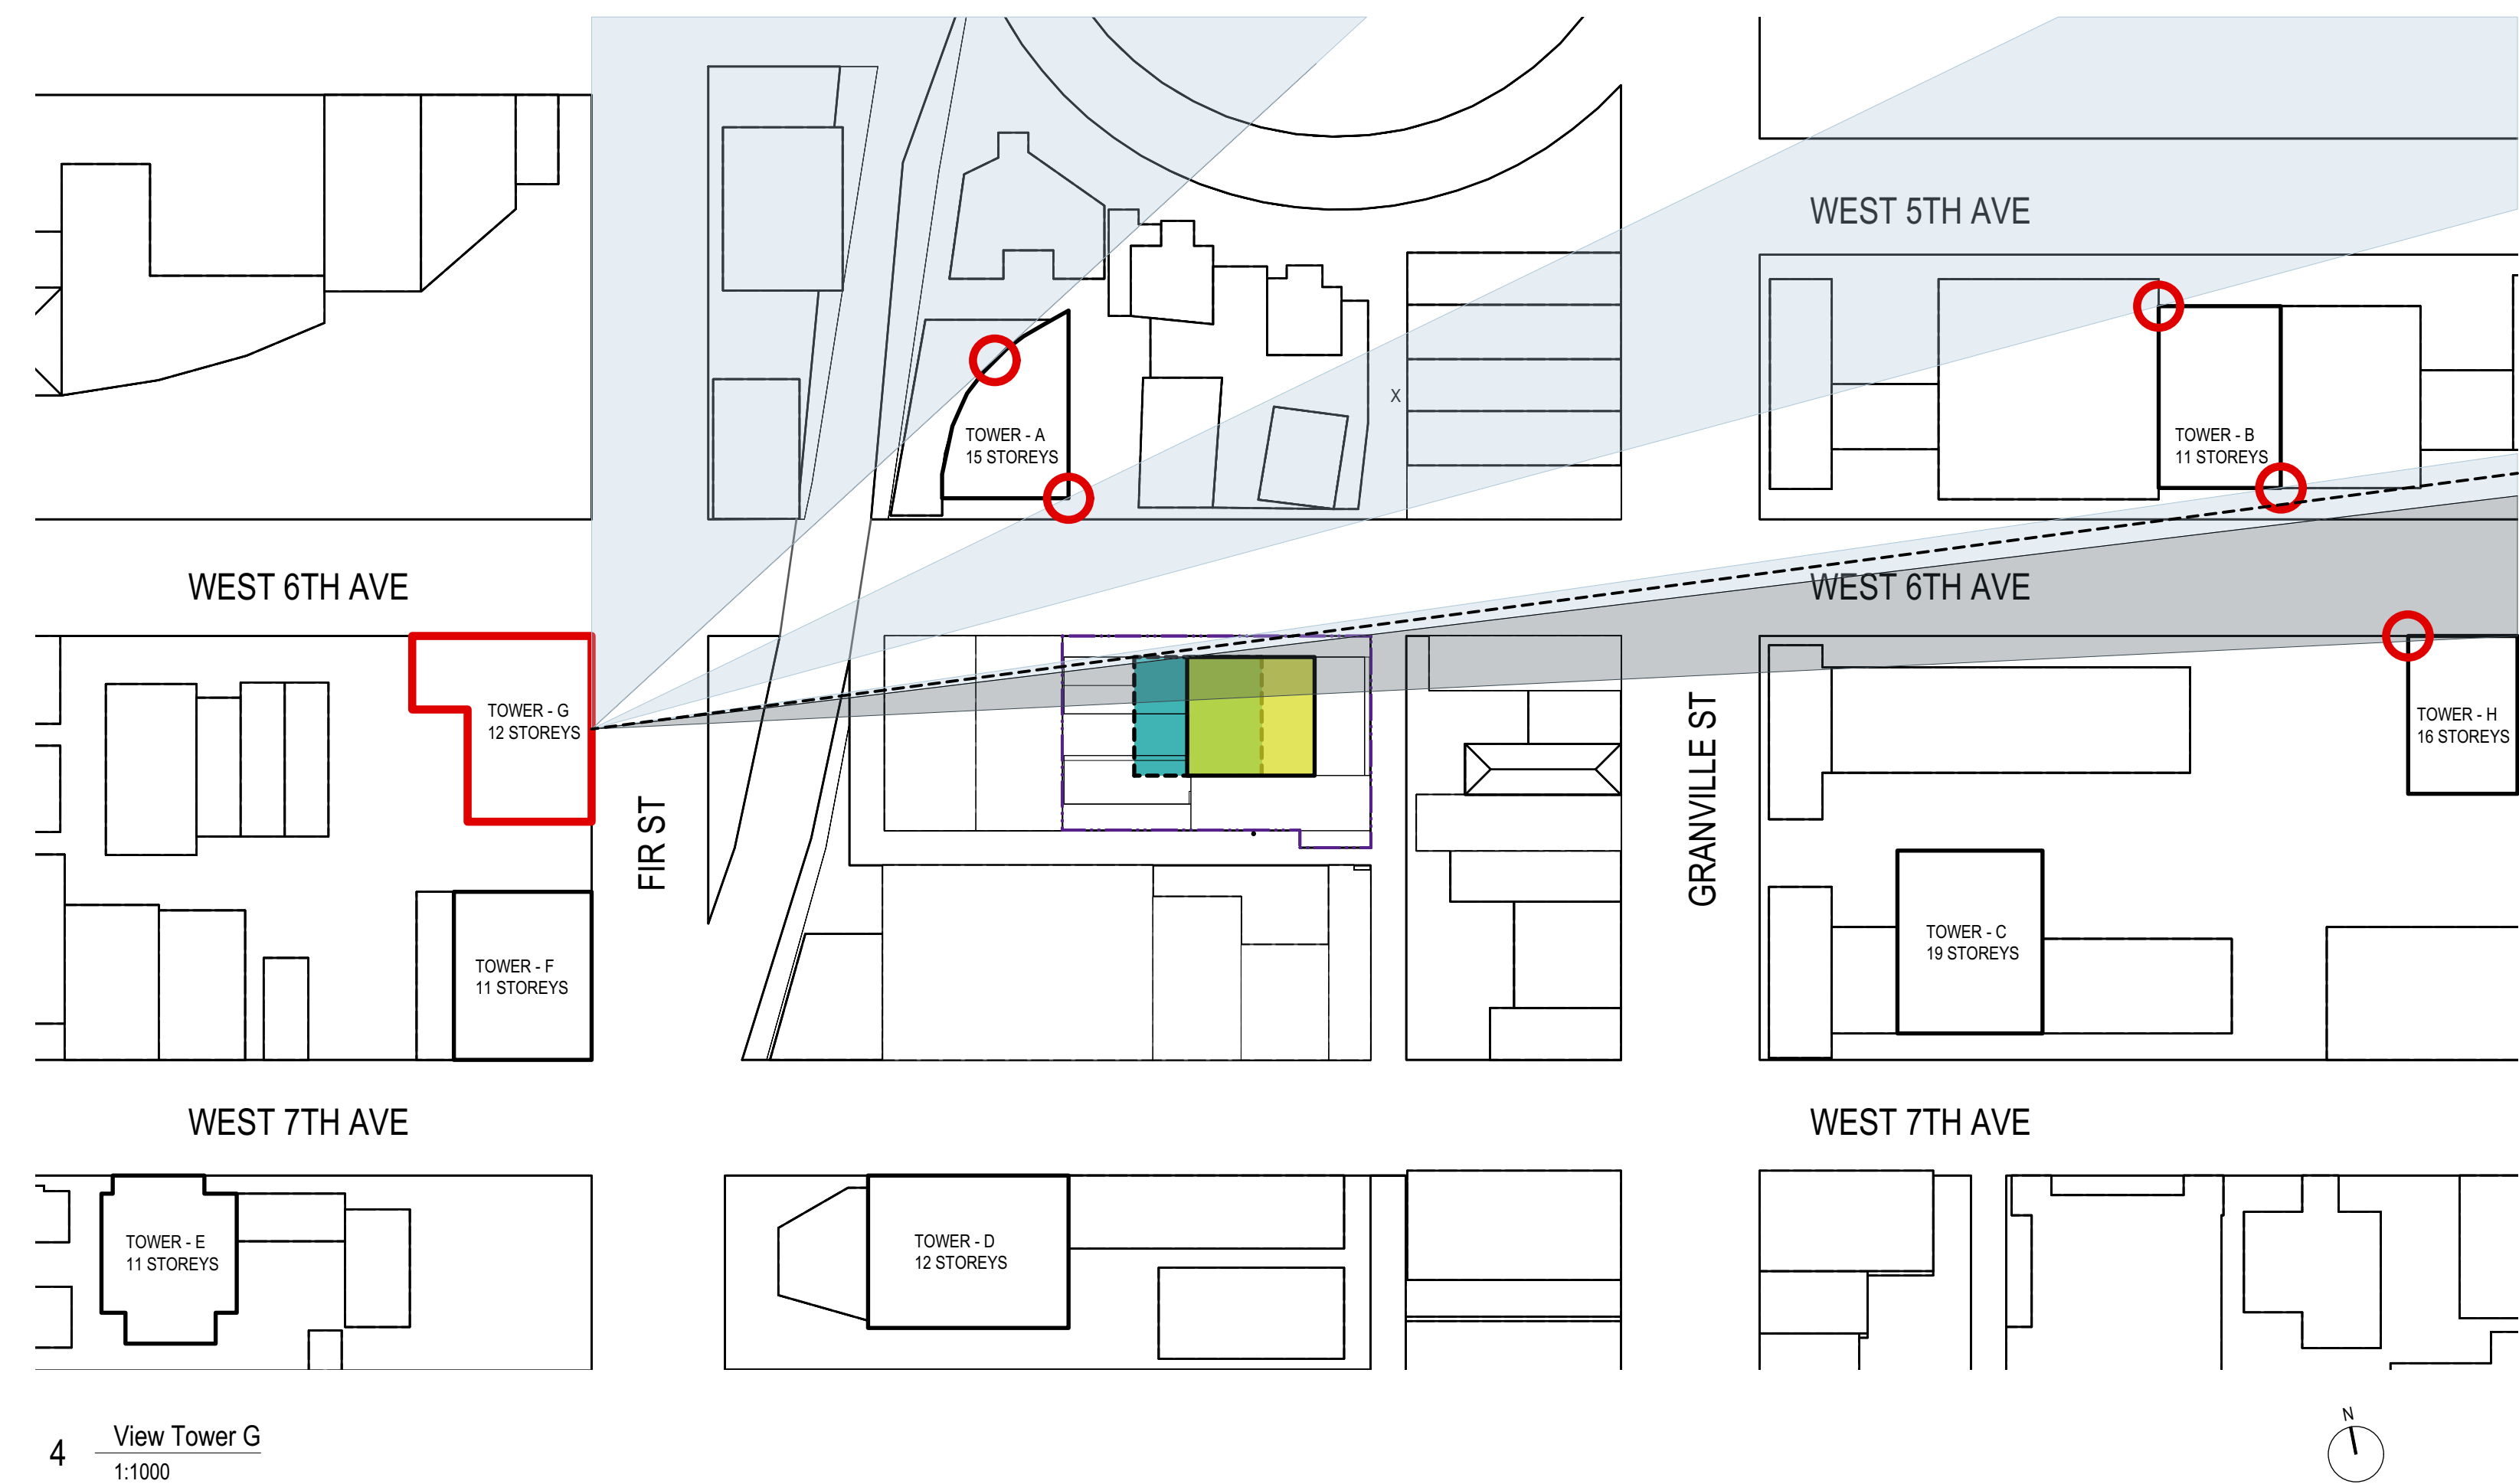 WEST 5TH AVE
X
TOWER - A
15 STOREYS
TOWER - B
11 STOREYS
WEST 6TH AVE
WEST 6TH AVE
TOWER - G
12 STOREYS
TOWER - H
16 STOREYS
FIR ST
GRANVILLE ST
TOWER - F
11 STOREYS
TOWER - C
19 STOREYS
WEST 7TH AVE
WEST 7TH AVE
TOWER - E
11 STOREYS
TOWER - D
12 STOREYS
4
View Tower G
1:1000
N